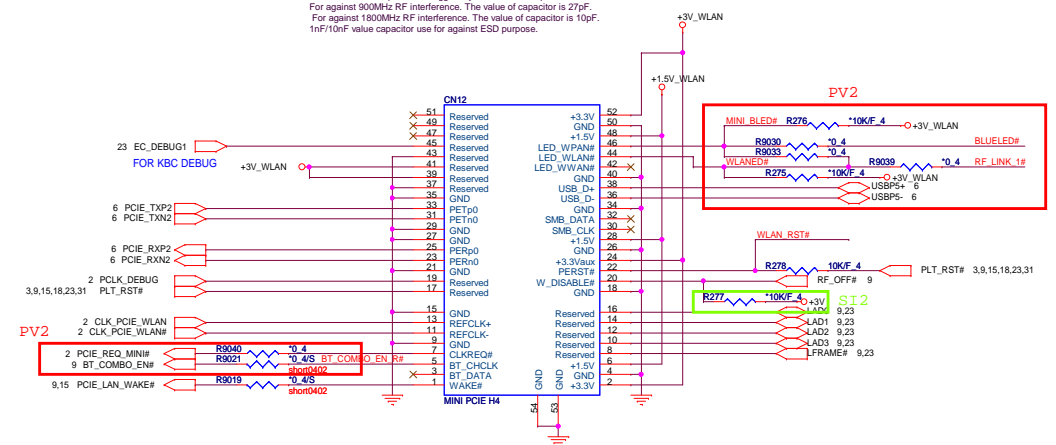 For against 900MHz RF interference. The value of capacitor is 27pF.
For against 1800MHz RF interference. The value of capacitor is 10pF.
1nF/10nF value capacitor use for against ESD purpose.
+3V_WLAN
+1.5V_WLAN
PV2
CN12
51 Reserved +3.3V 52
49 Reserved GND 50
47 Reserved +1.5V 48
23 EC_DEBUG1 45 Reserved LED_WPAN# 46
43 Reserved LED_WLAN# 44
FOR KBC DEBUG
+3V_WLAN 41 Reserved LED_WWAN# 42
39 Reserved GND 40
37 Reserved USB_D+ 38
35 GND USB_D- 36
6 PCIE_TXP2 33 PETp0 GND 34
6 PCIE_TXN2 31 PETn0 SMB_DATA 32
29 GND SMB_CLK 30
27 GND +1.5V 28
6 PCIE_RXP2 25 PERp0 GND 26
6 PCIE_RXN2 23 PERn0 +3.3Vaux 24
21 GND PERST# 22
2 PCLK_DEBUG 19 Reserved W_DISABLE# 20
3,9,15,18,23,31 PLT_RST# 17 Reserved GND 18
15 GND Reserved 16
2 CLK_PCIE_WLAN 13 REFCLK+ Reserved 14
2 CLK_PCIE_WLAN# 11 REFCLK- Reserved 12
9 GND Reserved 10
PV2
2 PCIE_REQ_MINI# R9040 *0_4 7 CLKREQ# Reserved 8
9 BT_COMBO_EN# R9021 *0_4/S BT_COMBO_EN_R# 5 BT_CHCLK +1.5V 6
short0402
3 BT_DATA GND 4
9,15 PCIE_LAN_WAKE# R9019 *0_4/S 1 WAKE# +3.3V 2
short0402
GND GND
MINI PCIE H4
54 53
MINI_BLED# R276 *10K/F_4 +3V_WLAN
R9030 *0_4 BLUELED#
R9033 *0_4
WLANED# R9039 *0_4 RF_LINK_1#
R275 *10K/F_4 +3V_WLAN
USBP5+ 6
USBP5- 6
WLAN_RST#
R278 10K/F_4 PLT_RST# 3,9,15,18,23,31
RF_OFF# 9
R277 *10K/F_4 +3V SI2
LAD0 9,23
LAD1 9,23
LAD2 9,23
LAD3 9,23
LFRAME# 9,23